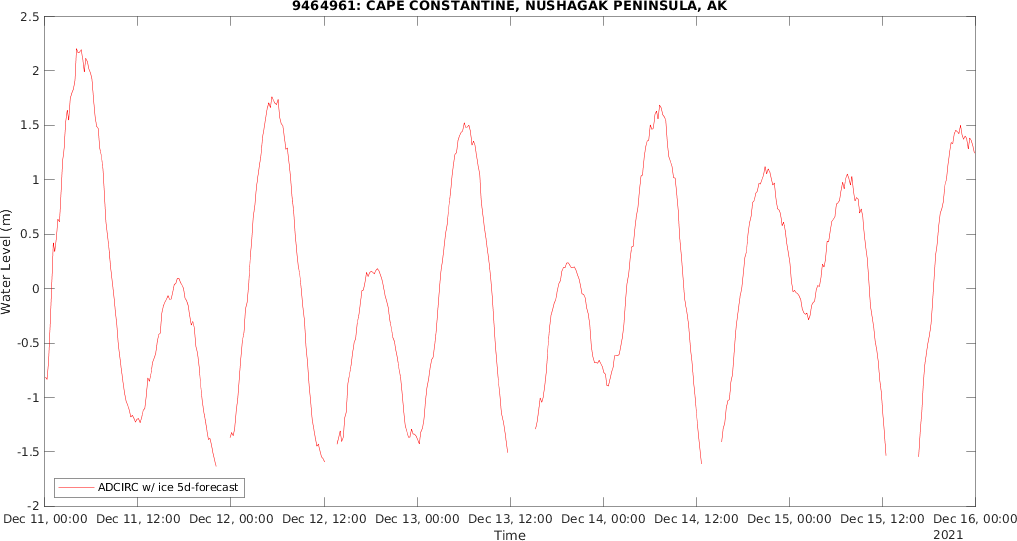 9464961: CAPE CONSTANTINE, NUSHAGAK PENINSULA, AK
2.5
2
1.5
1
0.5
0
-0.5
-1
-1.5
-2
Water Level (m)
ADCIRC w/ ice 5d-forecast
Dec 11, 00:00 Dec 11, 12:00 Dec 12, 00:00 Dec 12, 12:00 Dec 13, 00:00 Dec 13, 12:00 Dec 14, 00:00 Dec 14, 12:00 Dec 15, 00:00 Dec 15, 12:00 Dec 16, 00:00
Time
2021